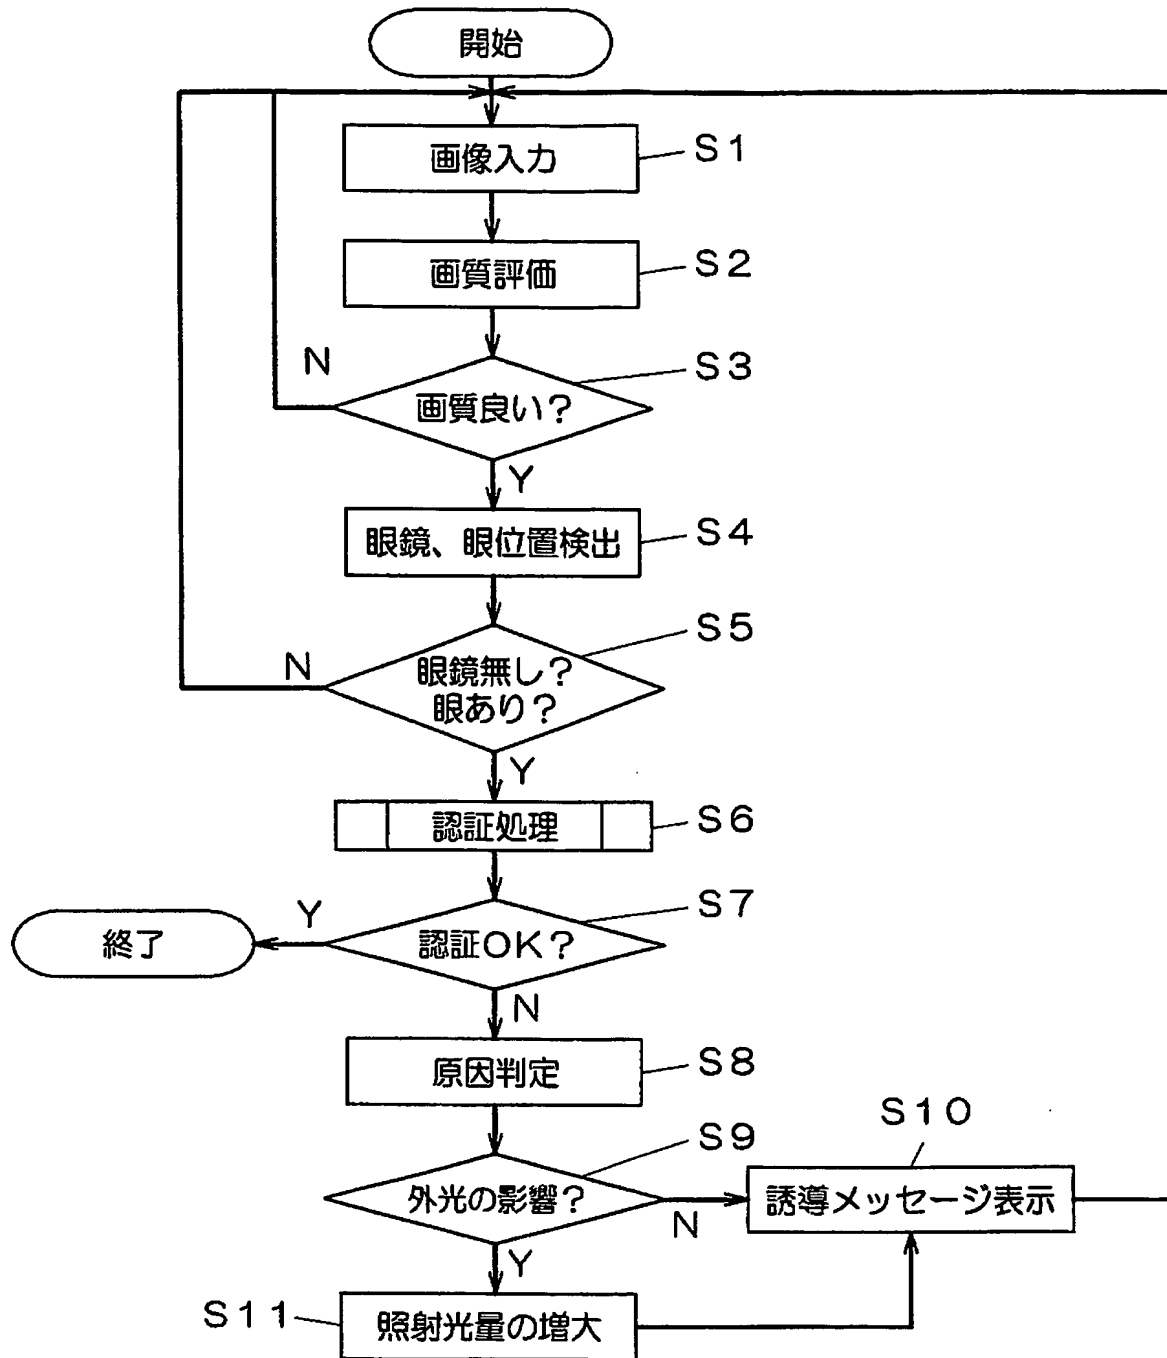 開始
画像入力
S1
画質評価
S2
S3
N
画質良い?
Y
眼鏡、眼位置検出
S4
S5
N
眼鏡無し?
眼あり?
Y
認証処理
S6
S7
Y
終了
認証OK?
N
原因判定
S8
S9
S10
外光の影響?
N
誘導メッセージ表示
Y
S11
照射光量の増大